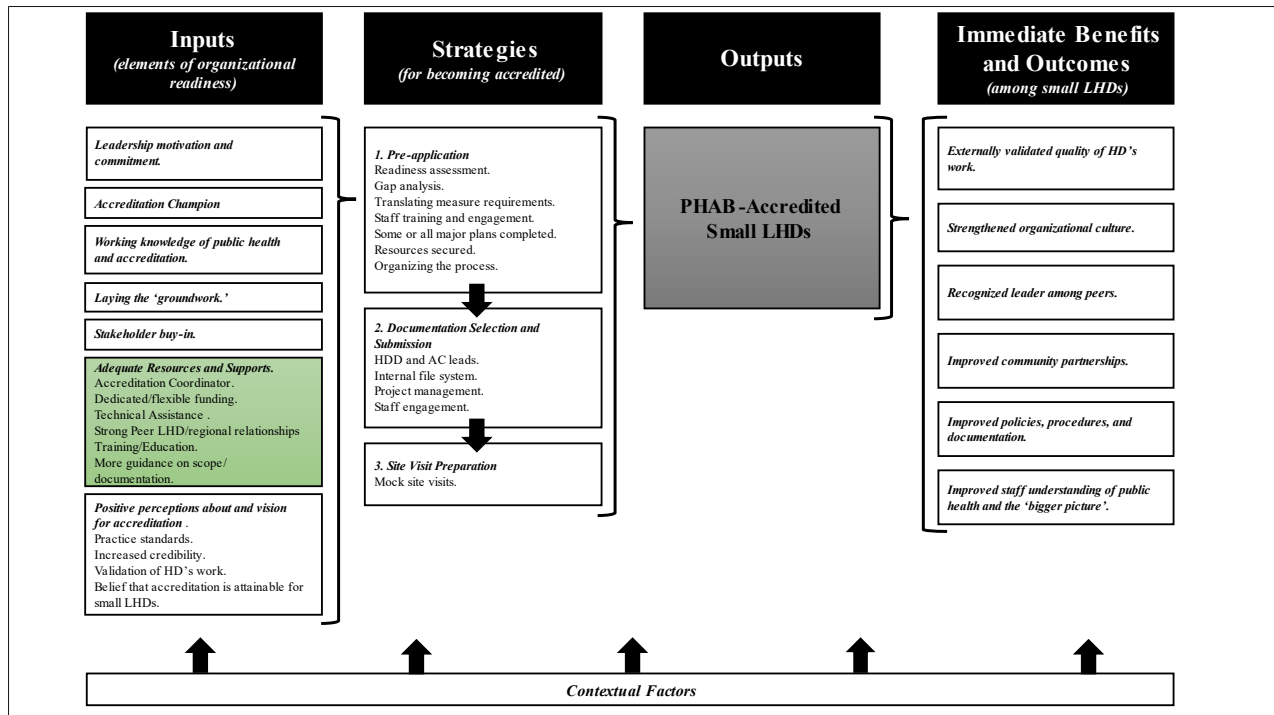 Inputs
(elements of organizational
readiness)
Strategies
(for becoming accredited)
Outputs
Immediate Benefits
and Outcomes
(among small LHDs)
Leadership motivation and
commitment.
Accreditation Champion
Working knowledge of public health
and accreditation.
Laying the ‘groundwork.’
Stakeholder buy-in.
Adequate Resources and Supports.
Accreditation Coordinator.
Dedicated/flexible funding.
Technical Assistance .
Strong Peer LHD/regional relationships
Training/Education.
More guidance on scope/
documentation.
Positive perceptions about and vision
for accreditation .
Practice standards.
Increased credibility.
Validation of HD’s work.
Belief that accreditation is attainable for
small LHDs.
1. Pre-application
Readiness assessment.
Gap analysis.
Translating measure requirements.
Staff training and engagement.
Some or all major plans completed.
Resources secured.
Organizing the process.
2. Documentation Selection and
Submission
HDD and AC leads.
Internal file system.
Project management.
Staff engagement.
3. Site Visit Preparation
Mock site visits.
PHAB-Accredited
Small LHDs
Externally validated quality of HD’s
work.
Strengthened organizational culture.
Recognized leader among peers.
Improved community partnerships.
Improved policies, procedures, and
documentation.
Improved staff understanding of public
health and the ‘bigger picture’.
Contextual Factors